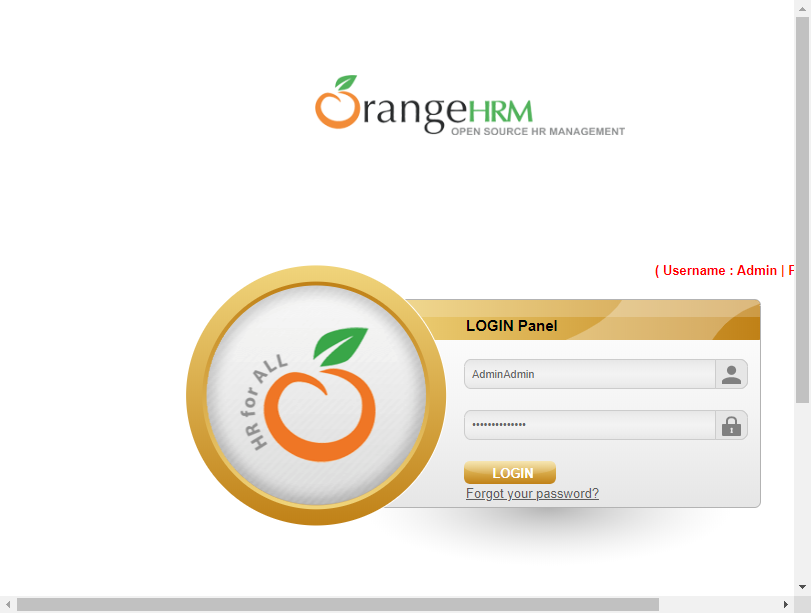 OrangeHRM
OPEN SOURCE HR MANAGEMENT
( Username : Admin |
LOGIN Panel
HR for ALL
AdminAdmin
••••••••••••••
LOGIN
Forgot your password?